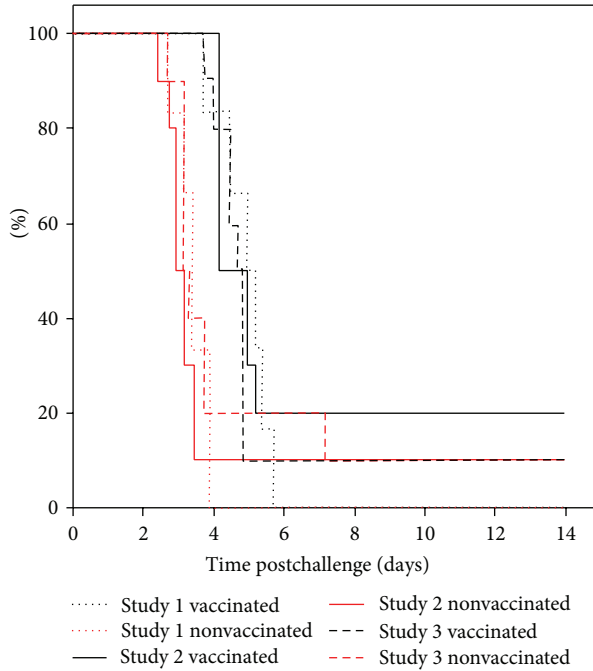 100
80
60
40
20
0
(%)
0 2 4 6 8 10 12 14
Time postchallenge (days)
Study 1 vaccinated
Study 1 nonvaccinated
Study 2 vaccinated
Study 2 nonvaccinated
Study 3 vaccinated
Study 3 nonvaccinated